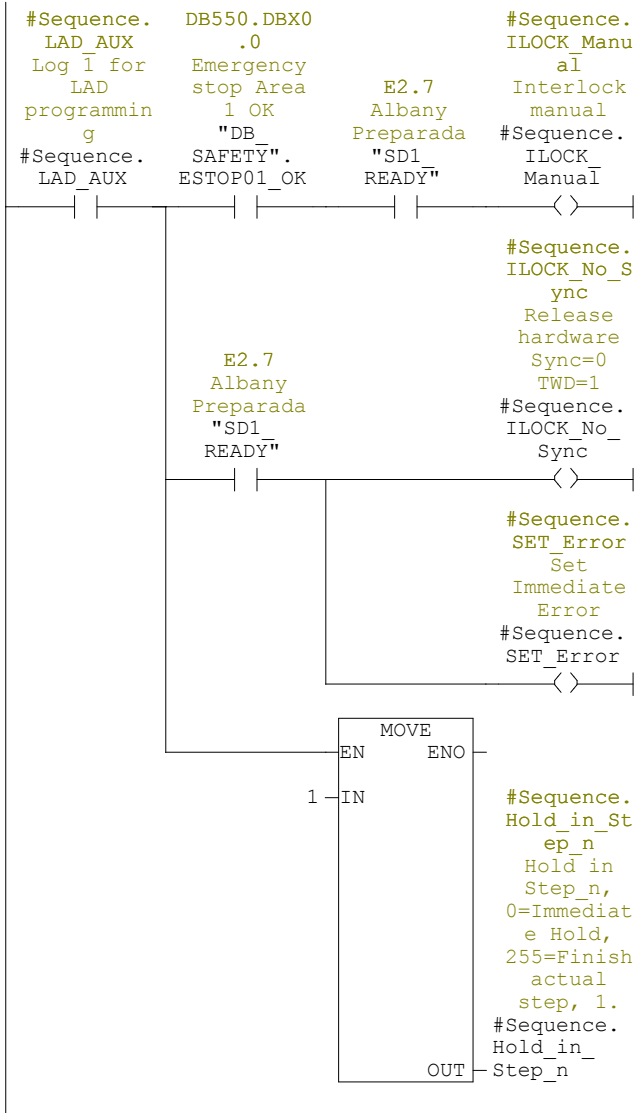 #Sequence.
LAD_AUX
Log 1 for
LAD
programmin
g
#Sequence.
LAD_AUX
DB550.DBX0
.0
Emergency
stop Area
1 OK
"DB_
SAFETY".
ESTOP01_OK
E2.7
Albany
Preparada
"SD1_
READY"
#Sequence.
ILOCK_Manu
al
Interlock
manual
#Sequence.
ILOCK_
Manual
E2.7
Albany
Preparada
"SD1_
READY"
#Sequence.
ILOCK_No_S
ync
Release
hardware
Sync=0
TWD=1
#Sequence.
ILOCK_No_
Sync
#Sequence.
SET_Error
Set
Immediate
Error
#Sequence.
SET_Error
MOVE
EN ENO
1 IN
#Sequence.
Hold_in_St
ep_n
Hold in
Step_n,
0=Immediat
e Hold,
255=Finish
actual
step, 1.
#Sequence.
Hold_in_
OUT Step_n